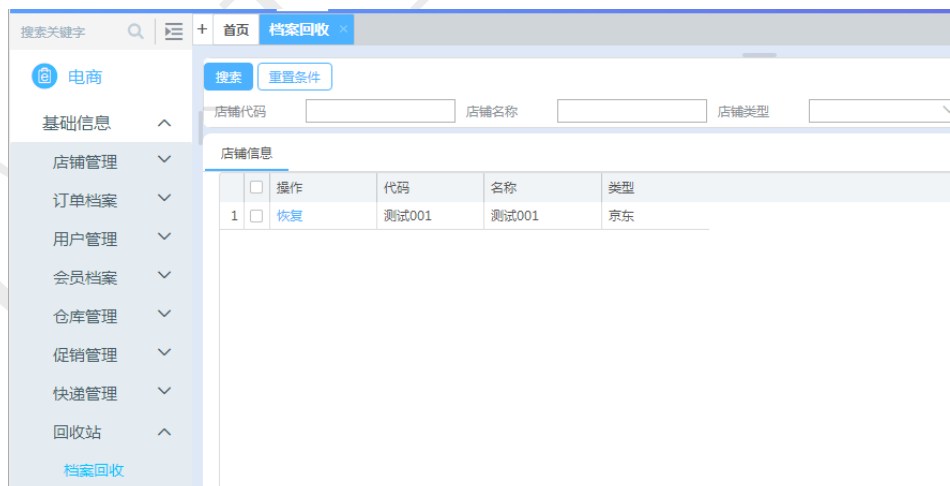 搜索关键字
+ 首页 档案回收 ×
电商
搜索 重置条件
店铺代码 店铺名称 店铺类型
基础信息
店铺信息
店铺管理
操作 代码 名称 类型
订单档案
1 恢复 测试001 测试001 京东
用户管理
会员档案
仓库管理
促销管理
快递管理
回收站
档案回收